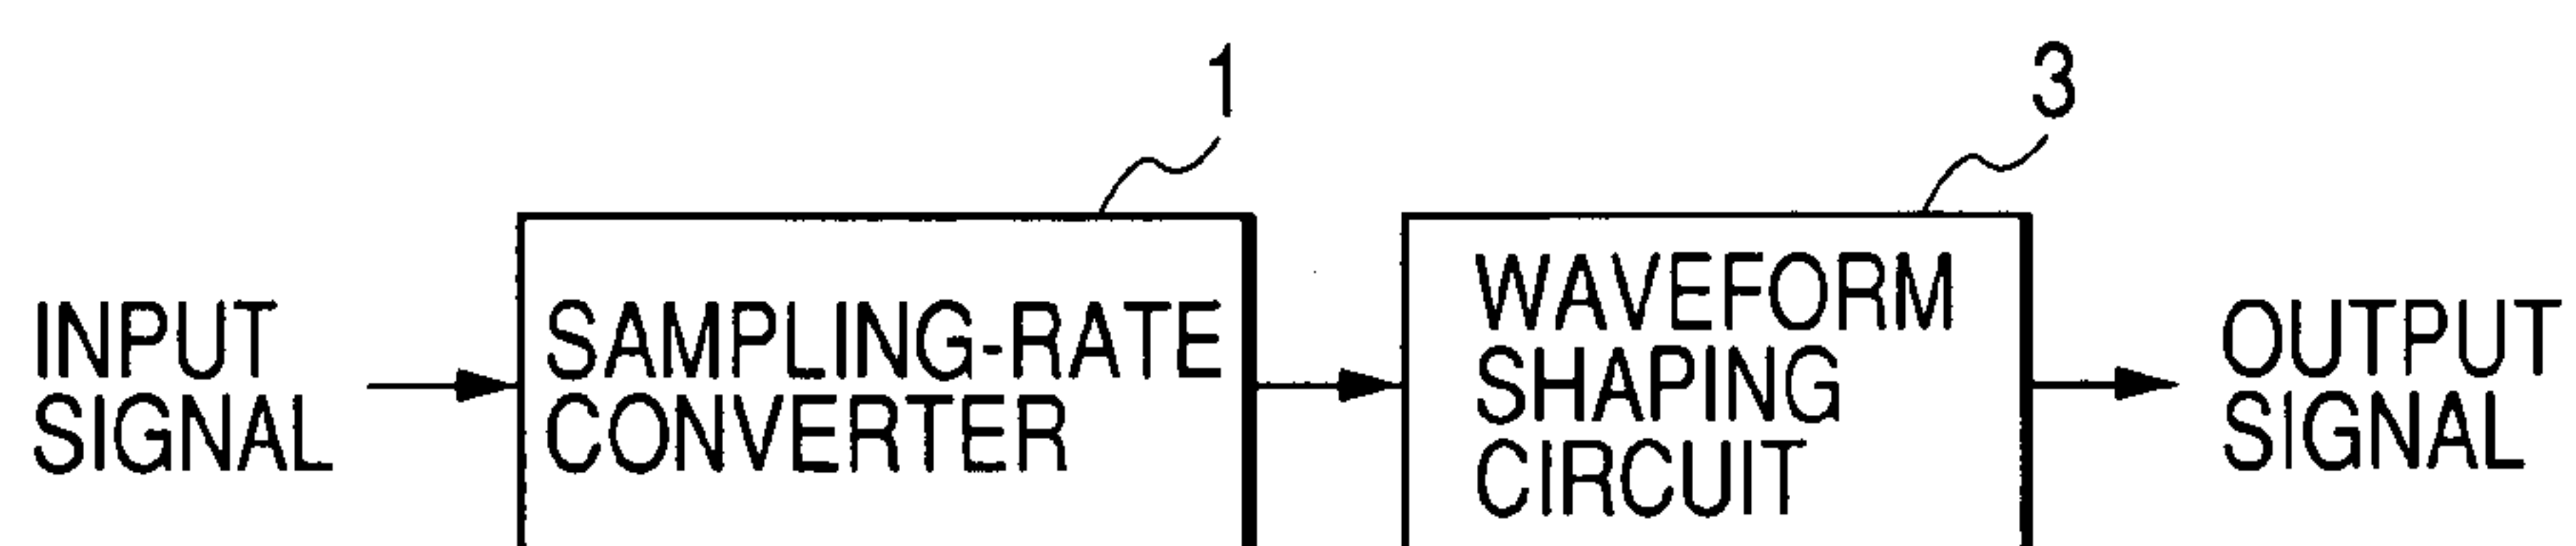 1
3
INPUT
SIGNAL
SAMPLING-RATE
CONVERTER
WAVEFORM
SHAPING
CIRCUIT
OUTPUT
SIGNAL